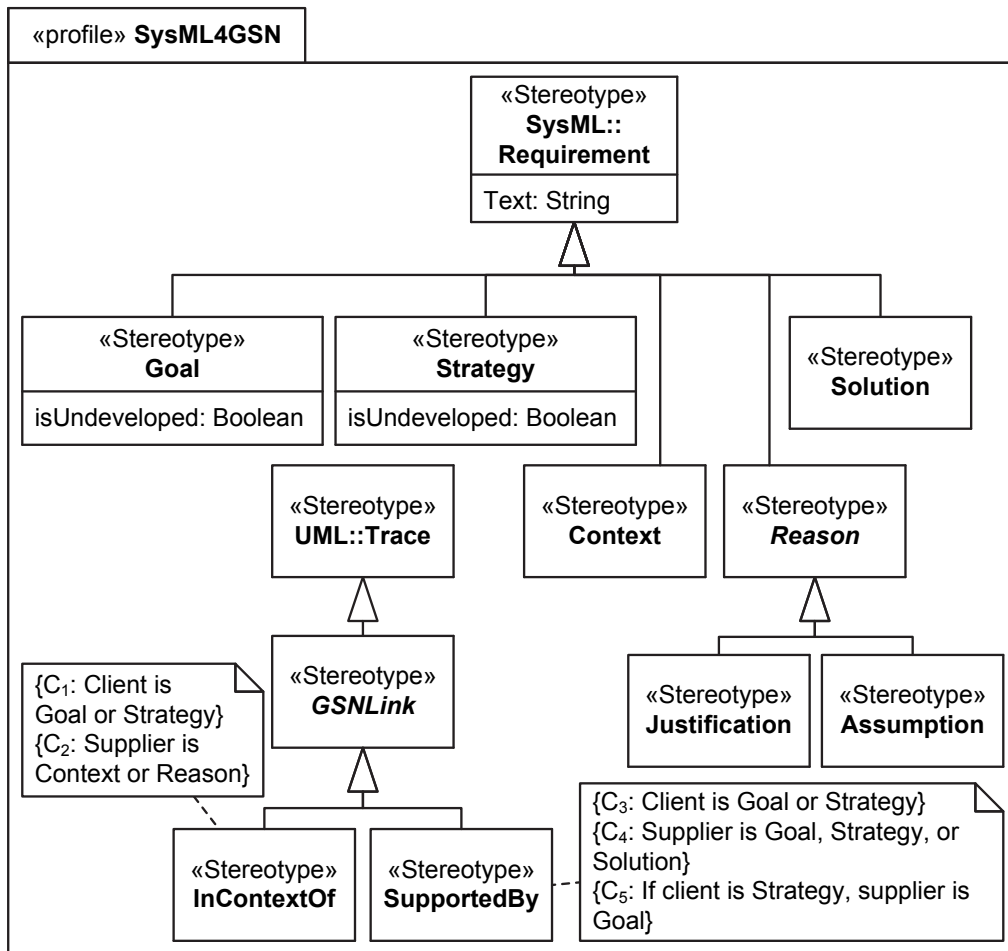 «profile» SysML4GSN
«Stereotype»
SysML::
Requirement
Text: String
«Stereotype»
Goal
isUndeveloped: Boolean
«Stereotype»
Strategy
isUndeveloped: Boolean
«Stereotype»
Solution
«Stereotype»
UML::Trace
«Stereotype»
Context
«Stereotype»
Reason
«Stereotype»
GSNLink
«Stereotype»
Justification
«Stereotype»
Assumption
{C₁: Client is
Goal or Strategy}
{C₂: Supplier is
Context or Reason}
«Stereotype»
InContextOf
«Stereotype»
SupportedBy
{C₃: Client is Goal or Strategy}
{C₄: Supplier is Goal, Strategy, or
Solution}
{C₅: If client is Strategy, supplier is
Goal}